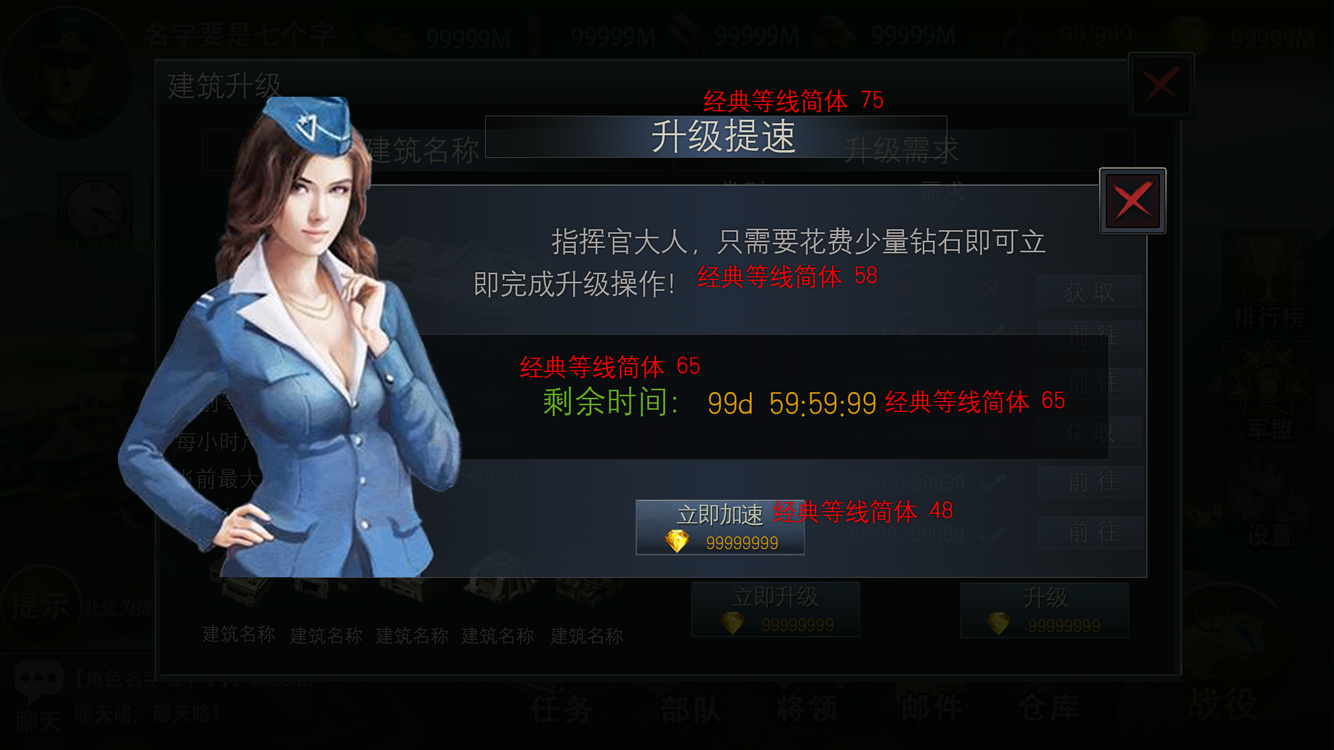 名字要是七个字
99999M
99999M
99999M
99999M
99/999
99999M
建筑升级
经典等线简体 75
升级提速
建筑名称
升级需求
需求
指挥官大人，只需要花费少量钻石即可立
即完成升级操作！
经典等线简体 58
获取
前往
排行榜
经典等线简体 65
剩余时间：
99d 59:59:99
经典等线简体 65
前往
获取
军盟
每小时
当前最大
99999/99999
前往
立即加速
经典等线简体 48
99999999
前往
设置
立即升级
99999999
升级
99999999
提示
此处为提
建筑名称
建筑名称
建筑名称
建筑名称
建筑名称
聊天
聊天咯，聊天咯！
任务
部队
将领
邮件
仓库
战役